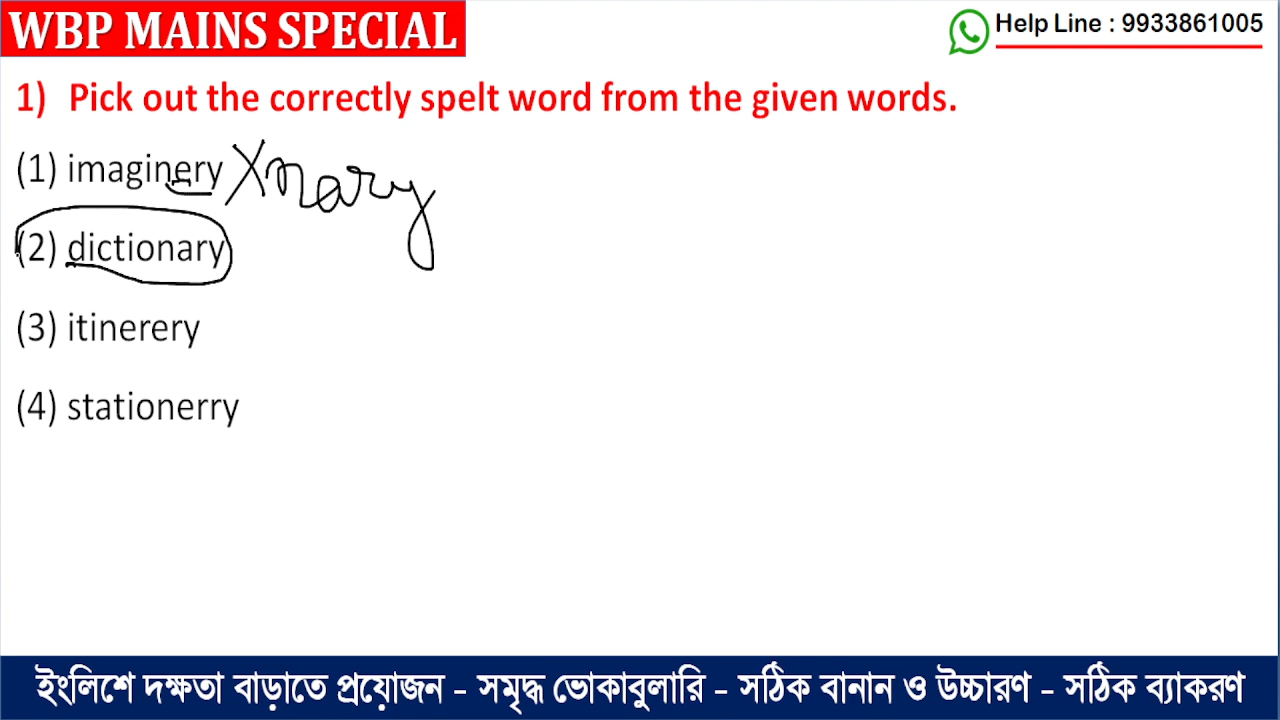 WBP MAINS SPECIAL
Help Line : 9933861005
1) Pick out the correctly spelt word from the given words.
(1) imaginery X nary
(2) dictionary
(3) itinerery
(4) stationerry
ইংলিশে দক্ষতা বাড়াতে প্রয়োজন - সমৃদ্ধ ভোকাবুলারি - সঠিক বানান ও উচ্চারণ - সঠিক ব্যাকরণ